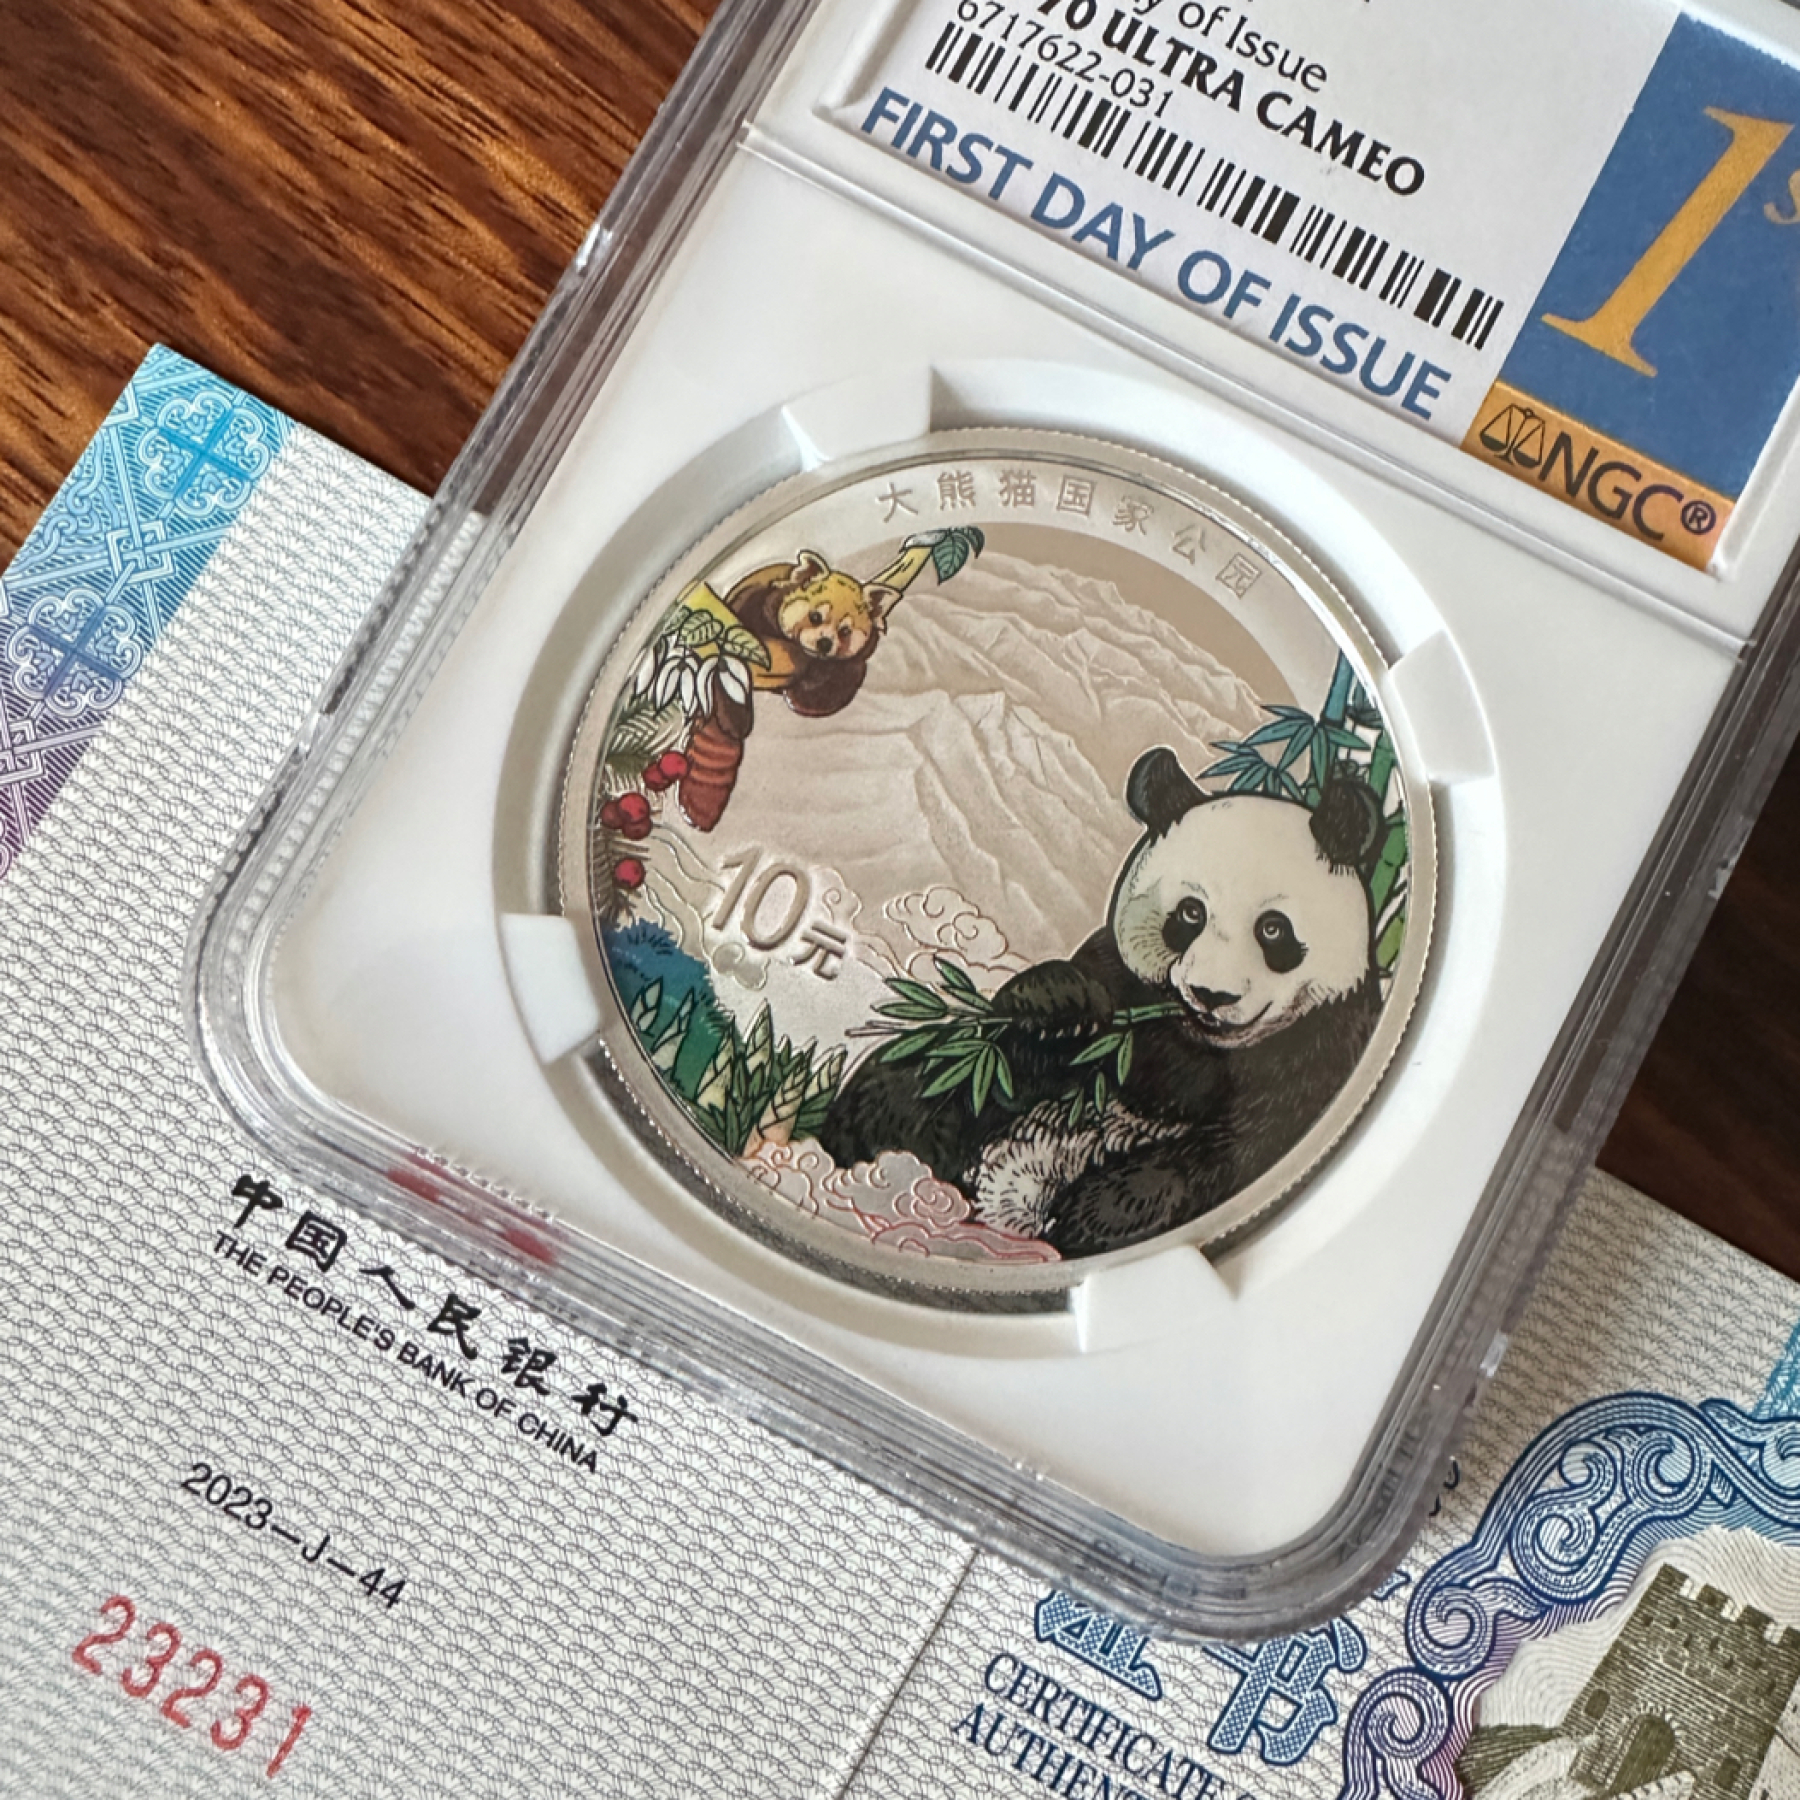 of Issue
70 ULTRA CAMEO
6717622-031
FIRST DAY OF ISSUE
1
NGC®
大熊猫国家公园
10元
中国人民银行
THE PEOPLE'S BANK OF CHINA
2023—J—44
23231
证书
CERTIFICATE